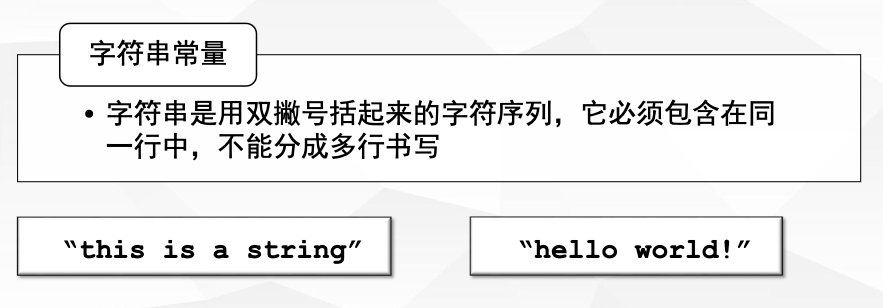 字符串常量
• 字符串是用双撇号括起来的字符序列，它必须包含在同
一行中，不能分成多行书写
“this is a string”
“hello world!”